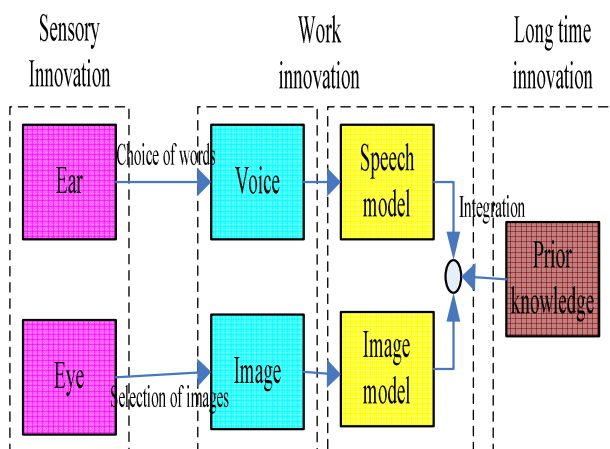 Sensory
Innovation
Work
innovation
Long time
innovation
Ear
Choice of words
Voice
Speech
model
Integration
Prior
knowledge
Eye
Selection of images
Image
Image
model